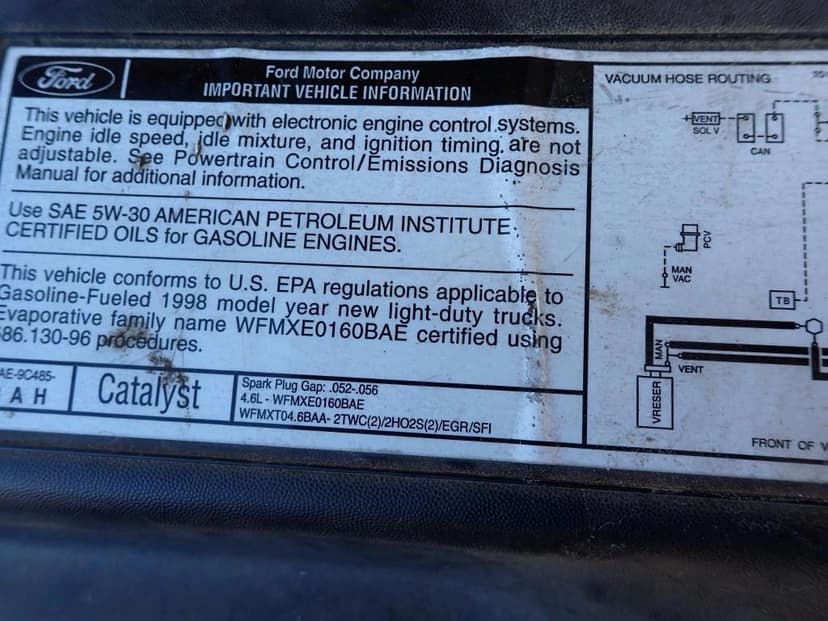 Ford
Ford Motor Company
IMPORTANT VEHICLE INFORMATION
This vehicle is equipped with electronic engine control systems.
Engine idle speed, idle mixture, and ignition timing are not
adjustable. See Powertrain Control/Emissions Diagnosis
Manual for additional information.
Use SAE 5W-30 AMERICAN PETROLEUM INSTITUTE
CERTIFIED OILS for GASOLINE ENGINES.
This vehicle conforms to U.S. EPA regulations applicable to
Gasoline-Fueled 1998 model year new light-duty trucks.
Evaporative family name WFMXE0160BAE certified using
86.130-96 procedures.
AE-9C485-
AH
Catalyst
Spark Plug Gap: .052-.056
4.6L - WFMXE0160BAE
WFMXT04.6BAA- 2TWC(2)/2HO2S(2)/EGR/SFI
VACUUM HOSE ROUTING
VENT
SOL V
CAN
PCV
MAN
VAC
TB
MAN
VENT
VRESER
FRONT OF